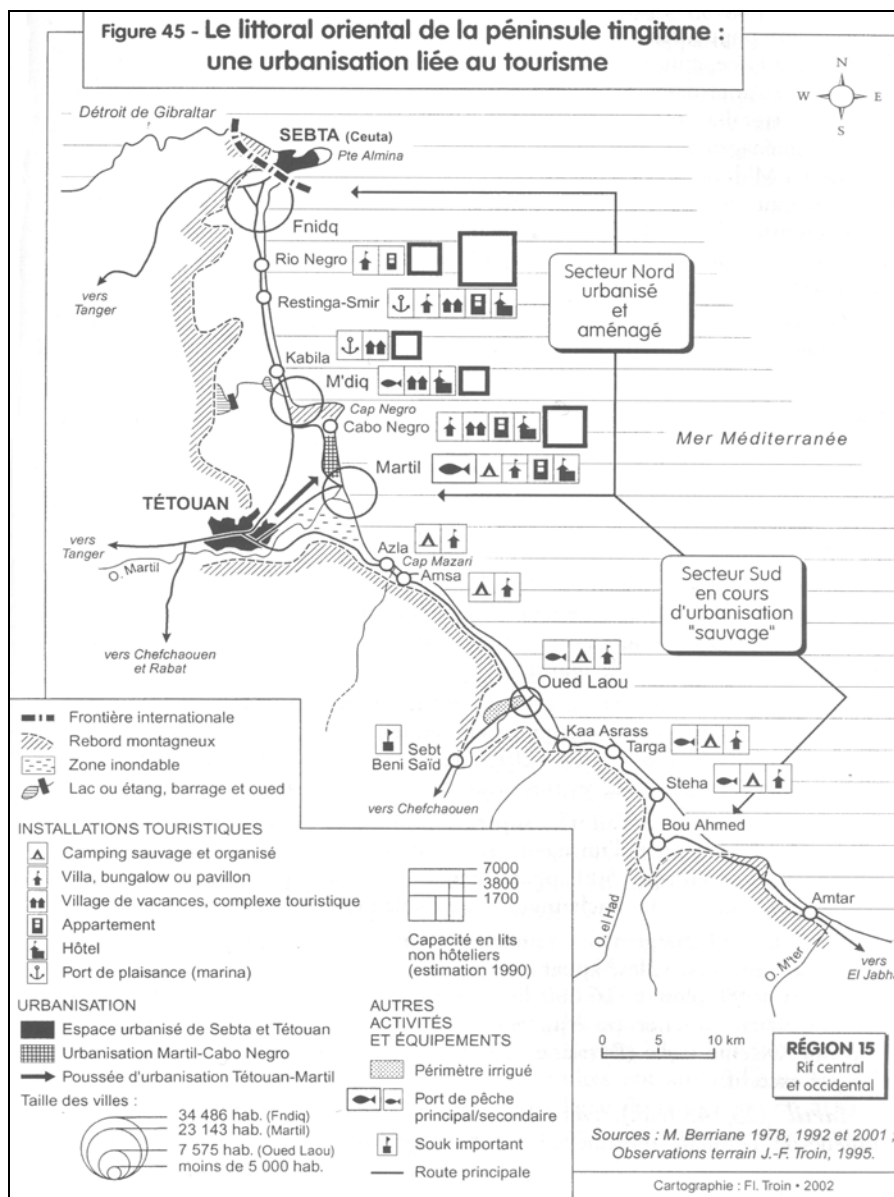 Figure 45 - Le littoral oriental de la péninsule tingitane :
une urbanisation liée au tourisme
N
W
E
S
Détroit de Gibraltar
SEBTA (Ceuta)
Pte Almina
Fnidq
vers
Tanger
Rio Negro
Restinga-Smir
Secteur Nord
urbanisé
et
aménagé
Kabila
M'diq
Cap Negro
Cabo Negro
Mer Méditerranée
Martil
TÉTOUAN
vers
Tanger
O. Martil
Azla
Cap Mazari
Amsa
Secteur Sud
en cours
d'urbanisation
"sauvage"
vers Chefchaouen
et Rabat
Oued Laou
Kaa Asrass
Targa
Sebt
Beni Saïd
vers Chefchaouen
Steha
Bou Ahmed
O. el Had
Amtar
O. M'ter
vers
El Jabha
Frontière internationale
Rebord montagneux
Zone inondable
Lac ou étang, barrage et oued
INSTALLATIONS TOURISTIQUES
Camping sauvage et organisé
Villa, bungalow ou pavillon
Village de vacances, complexe touristique
Appartement
Hôtel
Port de plaisance (marina)
7000
3800
1700
Capacité en lits
non hôteliers
(estimation 1990)
URBANISATION
Espace urbanisé de Sebta et Tétouan
Urbanisation Martil-Cabo Negro
Poussée d'urbanisation Tétouan-Martil
Taille des villes :
34 486 hab. (Fndiq)
23 143 hab. (Martil)
7 575 hab. (Oued Laou)
moins de 5 000 hab.
AUTRES
ACTIVITÉS
ET ÉQUIPEMENTS
Périmètre irrigué
Port de pêche
principal/secondaire
Souk important
Route principale
0 5 10 km
RÉGION 15
Rif central
et occidental
Sources : M. Berriane 1978, 1992 et 2001 ;
Observations terrain J.-F. Troin, 1995.
Cartographie : Fl. Troin • 2002